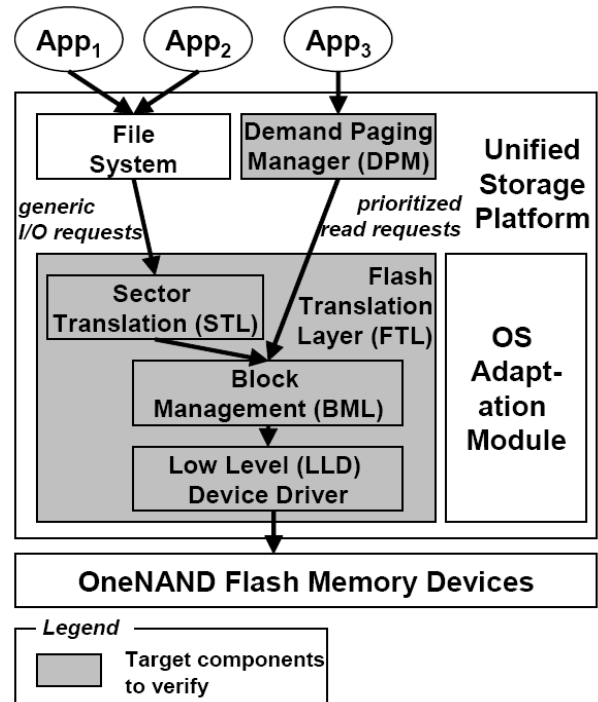 App1
App2
App3
File
System
Demand Paging
Manager (DPM)
Unified
Storage
Platform
generic
I/O requests
prioritized
read requests
Flash
Translation
Layer (FTL)
Sector
Translation (STL)
Block
Management (BML)
Low Level (LLD)
Device Driver
OS
Adapt-
ation
Module
OneNAND Flash Memory Devices
Legend
Target components
to verify